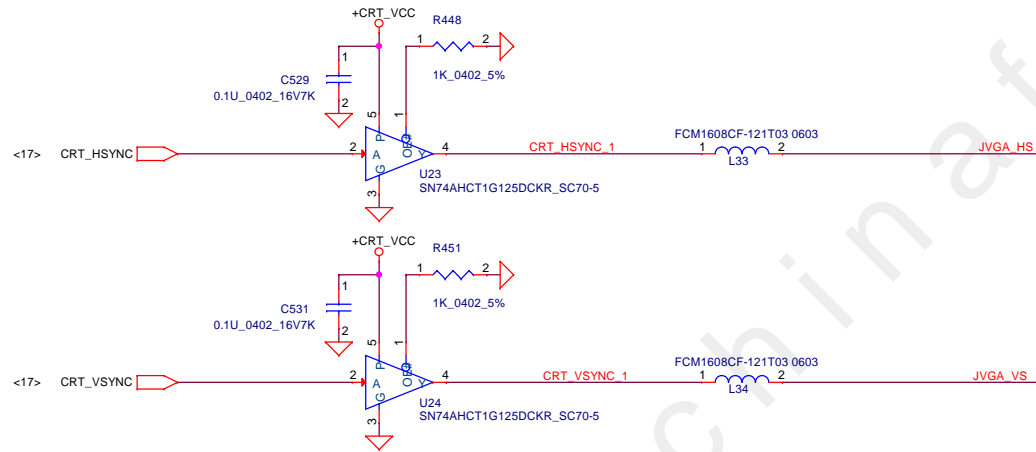 +CRT_VCC
R448
1
2
1K_0402_5%
1
C529
0.1U_0402_16V7K
2
5
1
P
OE#
<17> CRT_HSYNC
2
A
Y
4
G
3
U23
SN74AHCT1G125DCKR_SC70-5
CRT_HSYNC_1
FCM1608CF-121T03 0603
1
2
L33
JVGA_HS
+CRT_VCC
R451
1
2
1K_0402_5%
1
C531
0.1U_0402_16V7K
2
5
1
P
OE#
<17> CRT_VSYNC
2
A
Y
4
G
3
U24
SN74AHCT1G125DCKR_SC70-5
CRT_VSYNC_1
FCM1608CF-121T03 0603
1
2
L34
JVGA_VS
chinaf